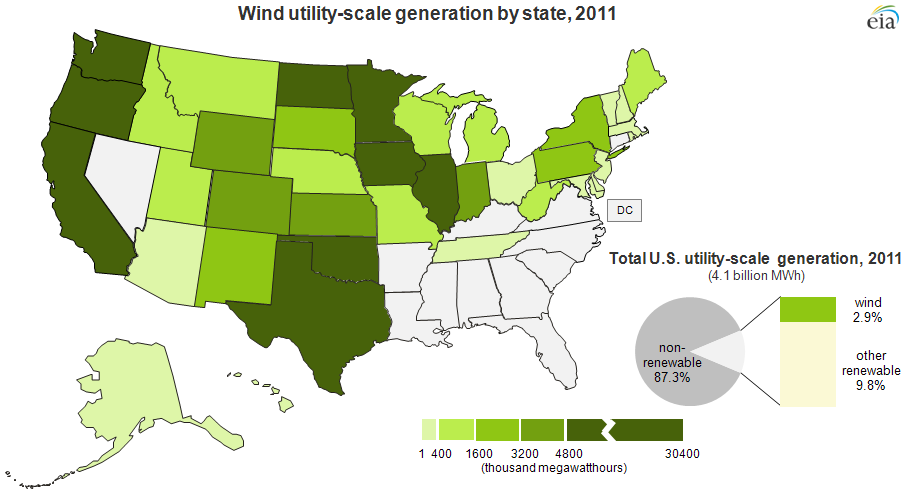 Wind utility-scale generation by state, 2011
eia
DC
Total U.S. utility-scale generation, 2011
(4.1 billion MWh)
non-
renewable
87.3%
wind
2.9%
other
renewable
9.8%
1 400 1600 3200 4800 30400
(thousand megawatthours)